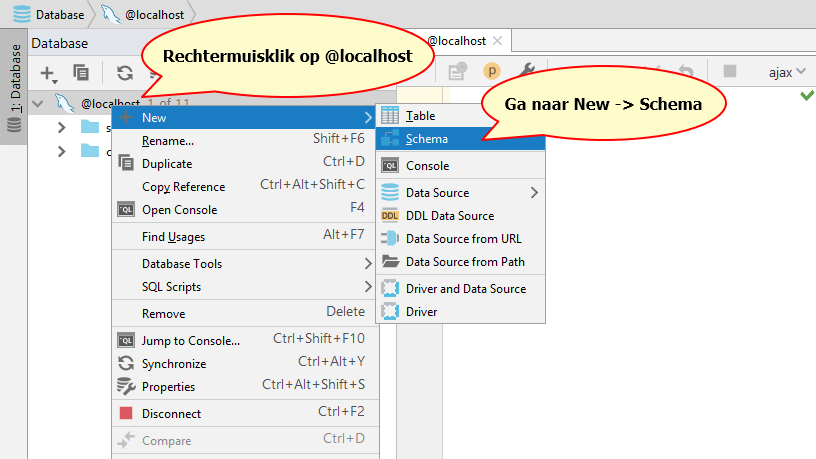 Database @localhost
Database
Rechtermuisklik op @localhost
@localhost
1: Database
ajax
Ga naar New -> Schema
@localhost 1 of 11
s
New
Rename... Shift+F6
Duplicate Ctrl+D
Copy Reference Ctrl+Alt+Shift+C
Open Console F4
Find Usages Alt+F7
Database Tools
SQL Scripts
Remove Delete
Jump to Console... Ctrl+Shift+F10
Synchronize Ctrl+Alt+Y
Properties Ctrl+Alt+Shift+S
Disconnect Ctrl+F2
Compare Ctrl+D
Table
Schema
Console
Data Source
DDL Data Source
Data Source from URL
Data Source from Path
Driver and Data Source
Driver